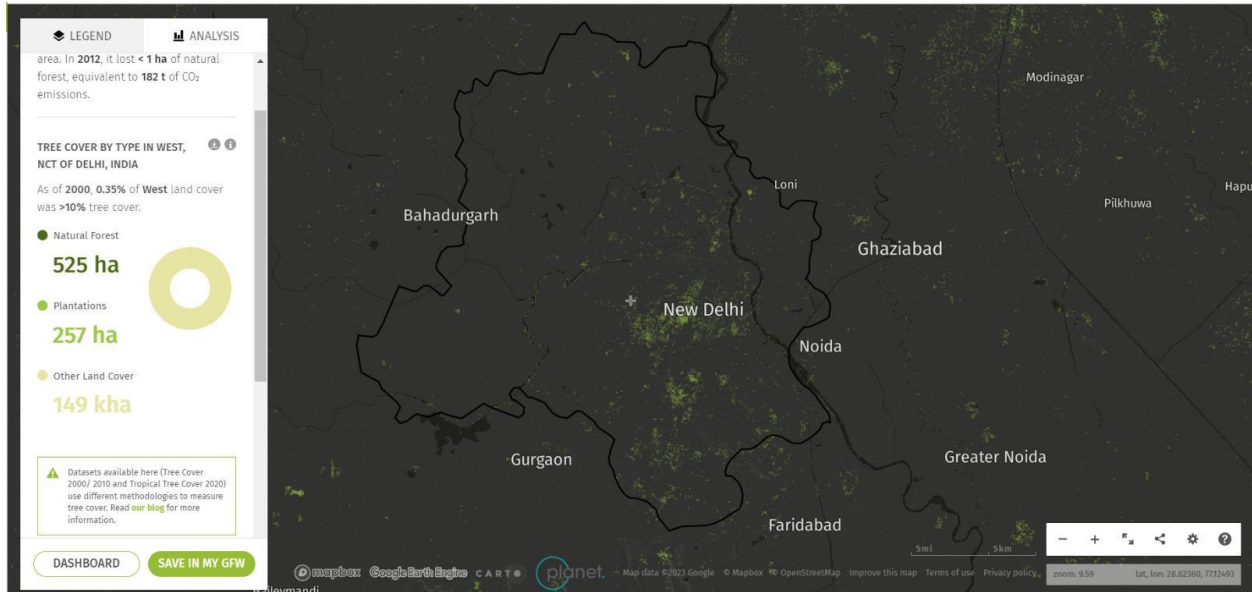 LEGEND
ANALYSIS
area. In 2012, it lost < 1 ha of natural
forest, equivalent to 182 t of CO₂
emissions.
TREE COVER BY TYPE IN WEST,
NCT OF DELHI, INDIA
As of 2000, 0.35% of West land cover
was >10% tree cover.
Natural Forest
525 ha
Plantations
257 ha
Other Land Cover
149 kha
Datasets available here (Tree Cover
2000/ 2010 and Tropical Tree Cover 2020)
use different methodologies to measure
tree cover. Read our blog for more
information.
DASHBOARD
SAVE IN MY GFW
Modinagar
Loni
Hapu
Pilkhuwa
Bahadurgarh
Ghaziabad
New Delhi
Noida
Gurgaon
Greater Noida
Faridabad
5mi
5km
mapbox Google Earth Engine CARTO planet. Map data ©2023 Google © Mapbox © OpenStreetMap Improve this map Terms of use Privacy policy
zoom: 9.59
lat, lon: 28.62360, 77.12493